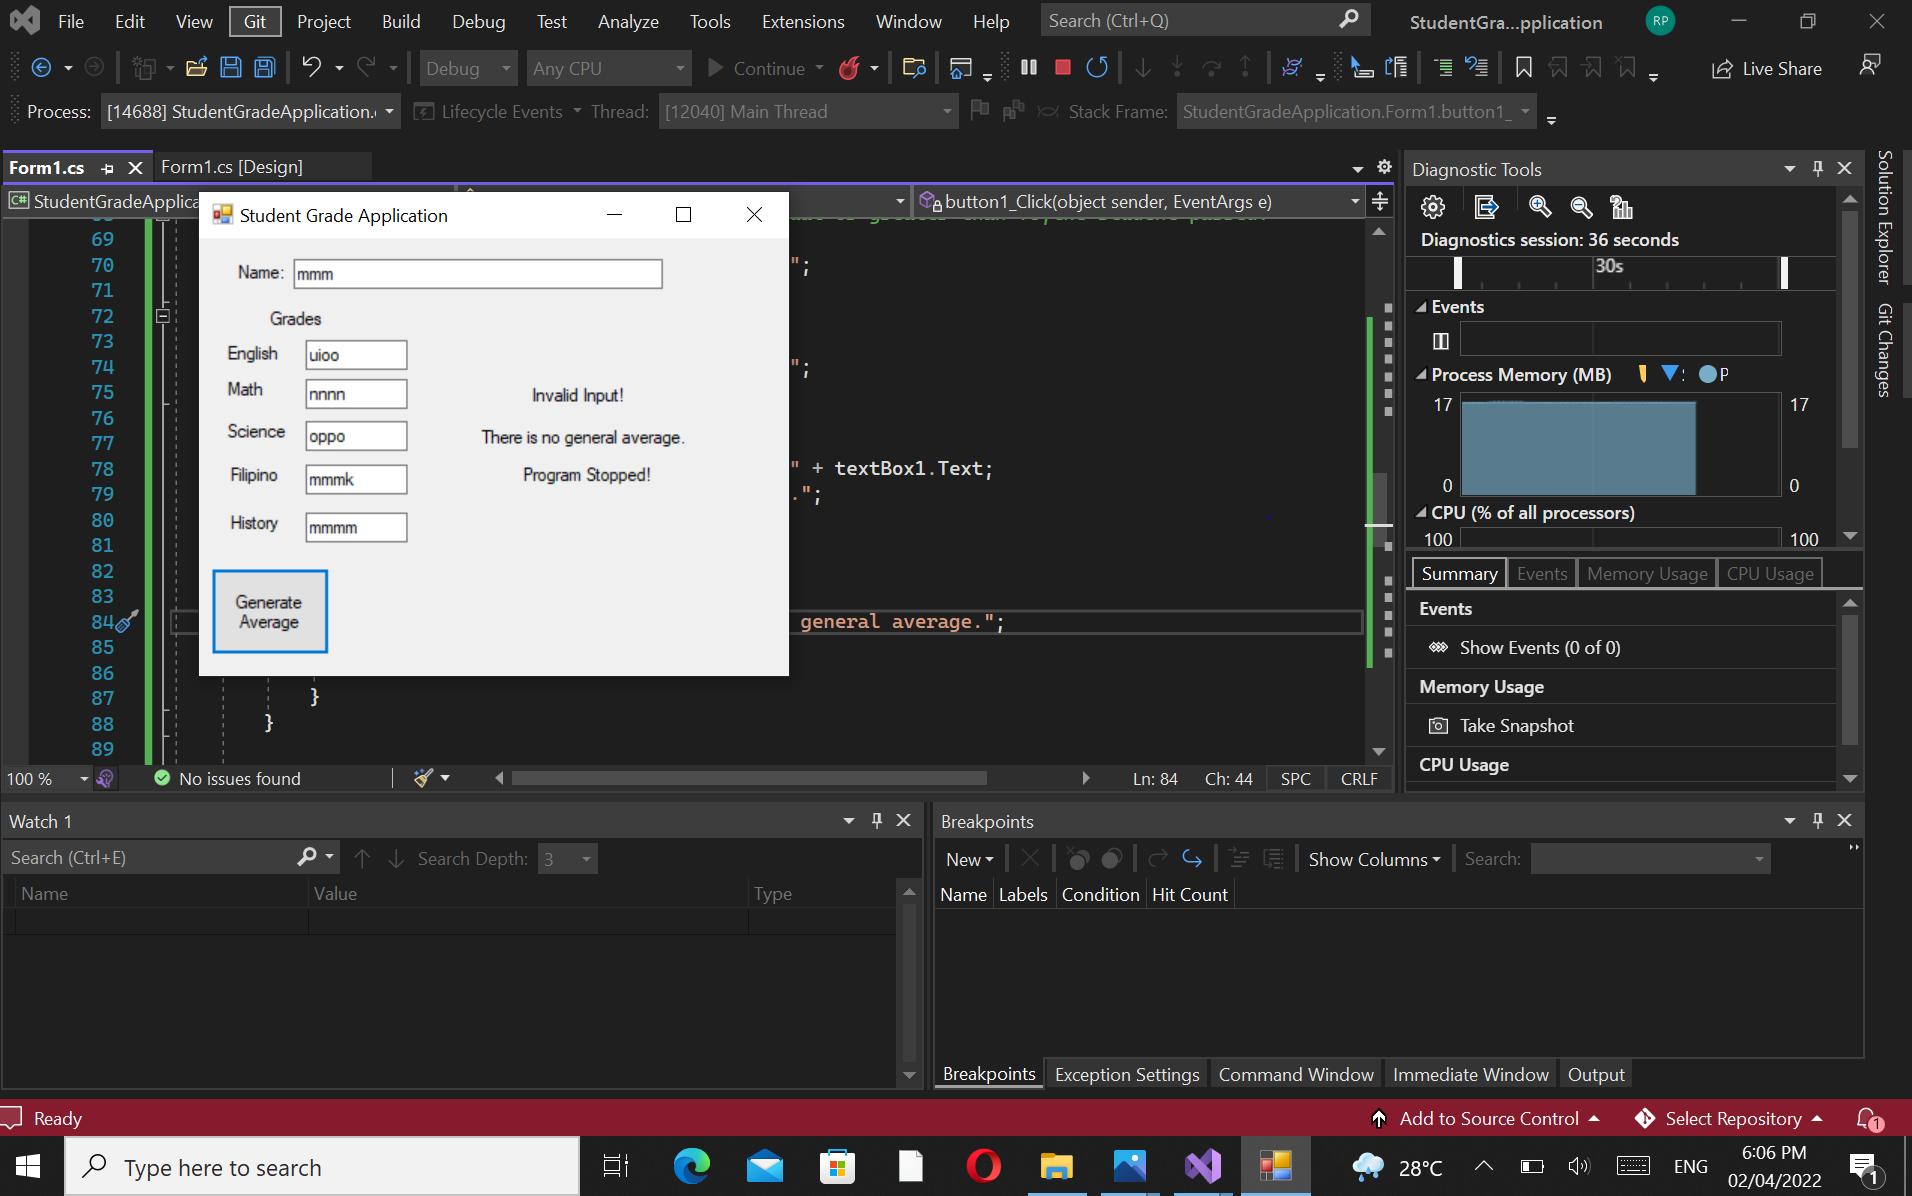 File Edit View Git Project Build Debug Test Analyze Tools Extensions Window Help Search (Ctrl+Q) StudentGra...pplication RP
Debug Any CPU Continue Live Share
Process: [14688] StudentGradeApplication. Lifecycle Events Thread: [12040] Main Thread Stack Frame: StudentGradeApplication.Form1.button1_
Form1.cs Form1.cs [Design]
C# StudentGradeApplica button1_Click(object sender, EventArgs e)
Student Grade Application
Name: mmm
Grades
English uioo
Math nnnn
Science oppo
Filipino mmmk
History mmmm
Invalid Input!
There is no general average.
Program Stopped!
Generate
Average
69
70 ";
71
72
73
74 ";
75
76
77
78 " + textBox1.Text;
79 .";
80
81
82
83
84 general average.";
85
86
87 }
88 }
89
100 % No issues found Ln: 84 Ch: 44 SPC CRLF
Diagnostic Tools
Diagnostics session: 36 seconds
30s
Events
Process Memory (MB) P
17 17
0 0
CPU (% of all processors)
100 100
Summary Events Memory Usage CPU Usage
Events
Show Events (0 of 0)
Memory Usage
Take Snapshot
CPU Usage
Solution Explorer
Git Changes
Watch 1
Search (Ctrl+E) Search Depth: 3
Name Value Type
Breakpoints
New Show Columns Search:
Name Labels Condition Hit Count
Breakpoints Exception Settings Command Window Immediate Window Output
Ready Add to Source Control Select Repository 1
Type here to search 28°C ENG 6:06 PM
02/04/2022 1